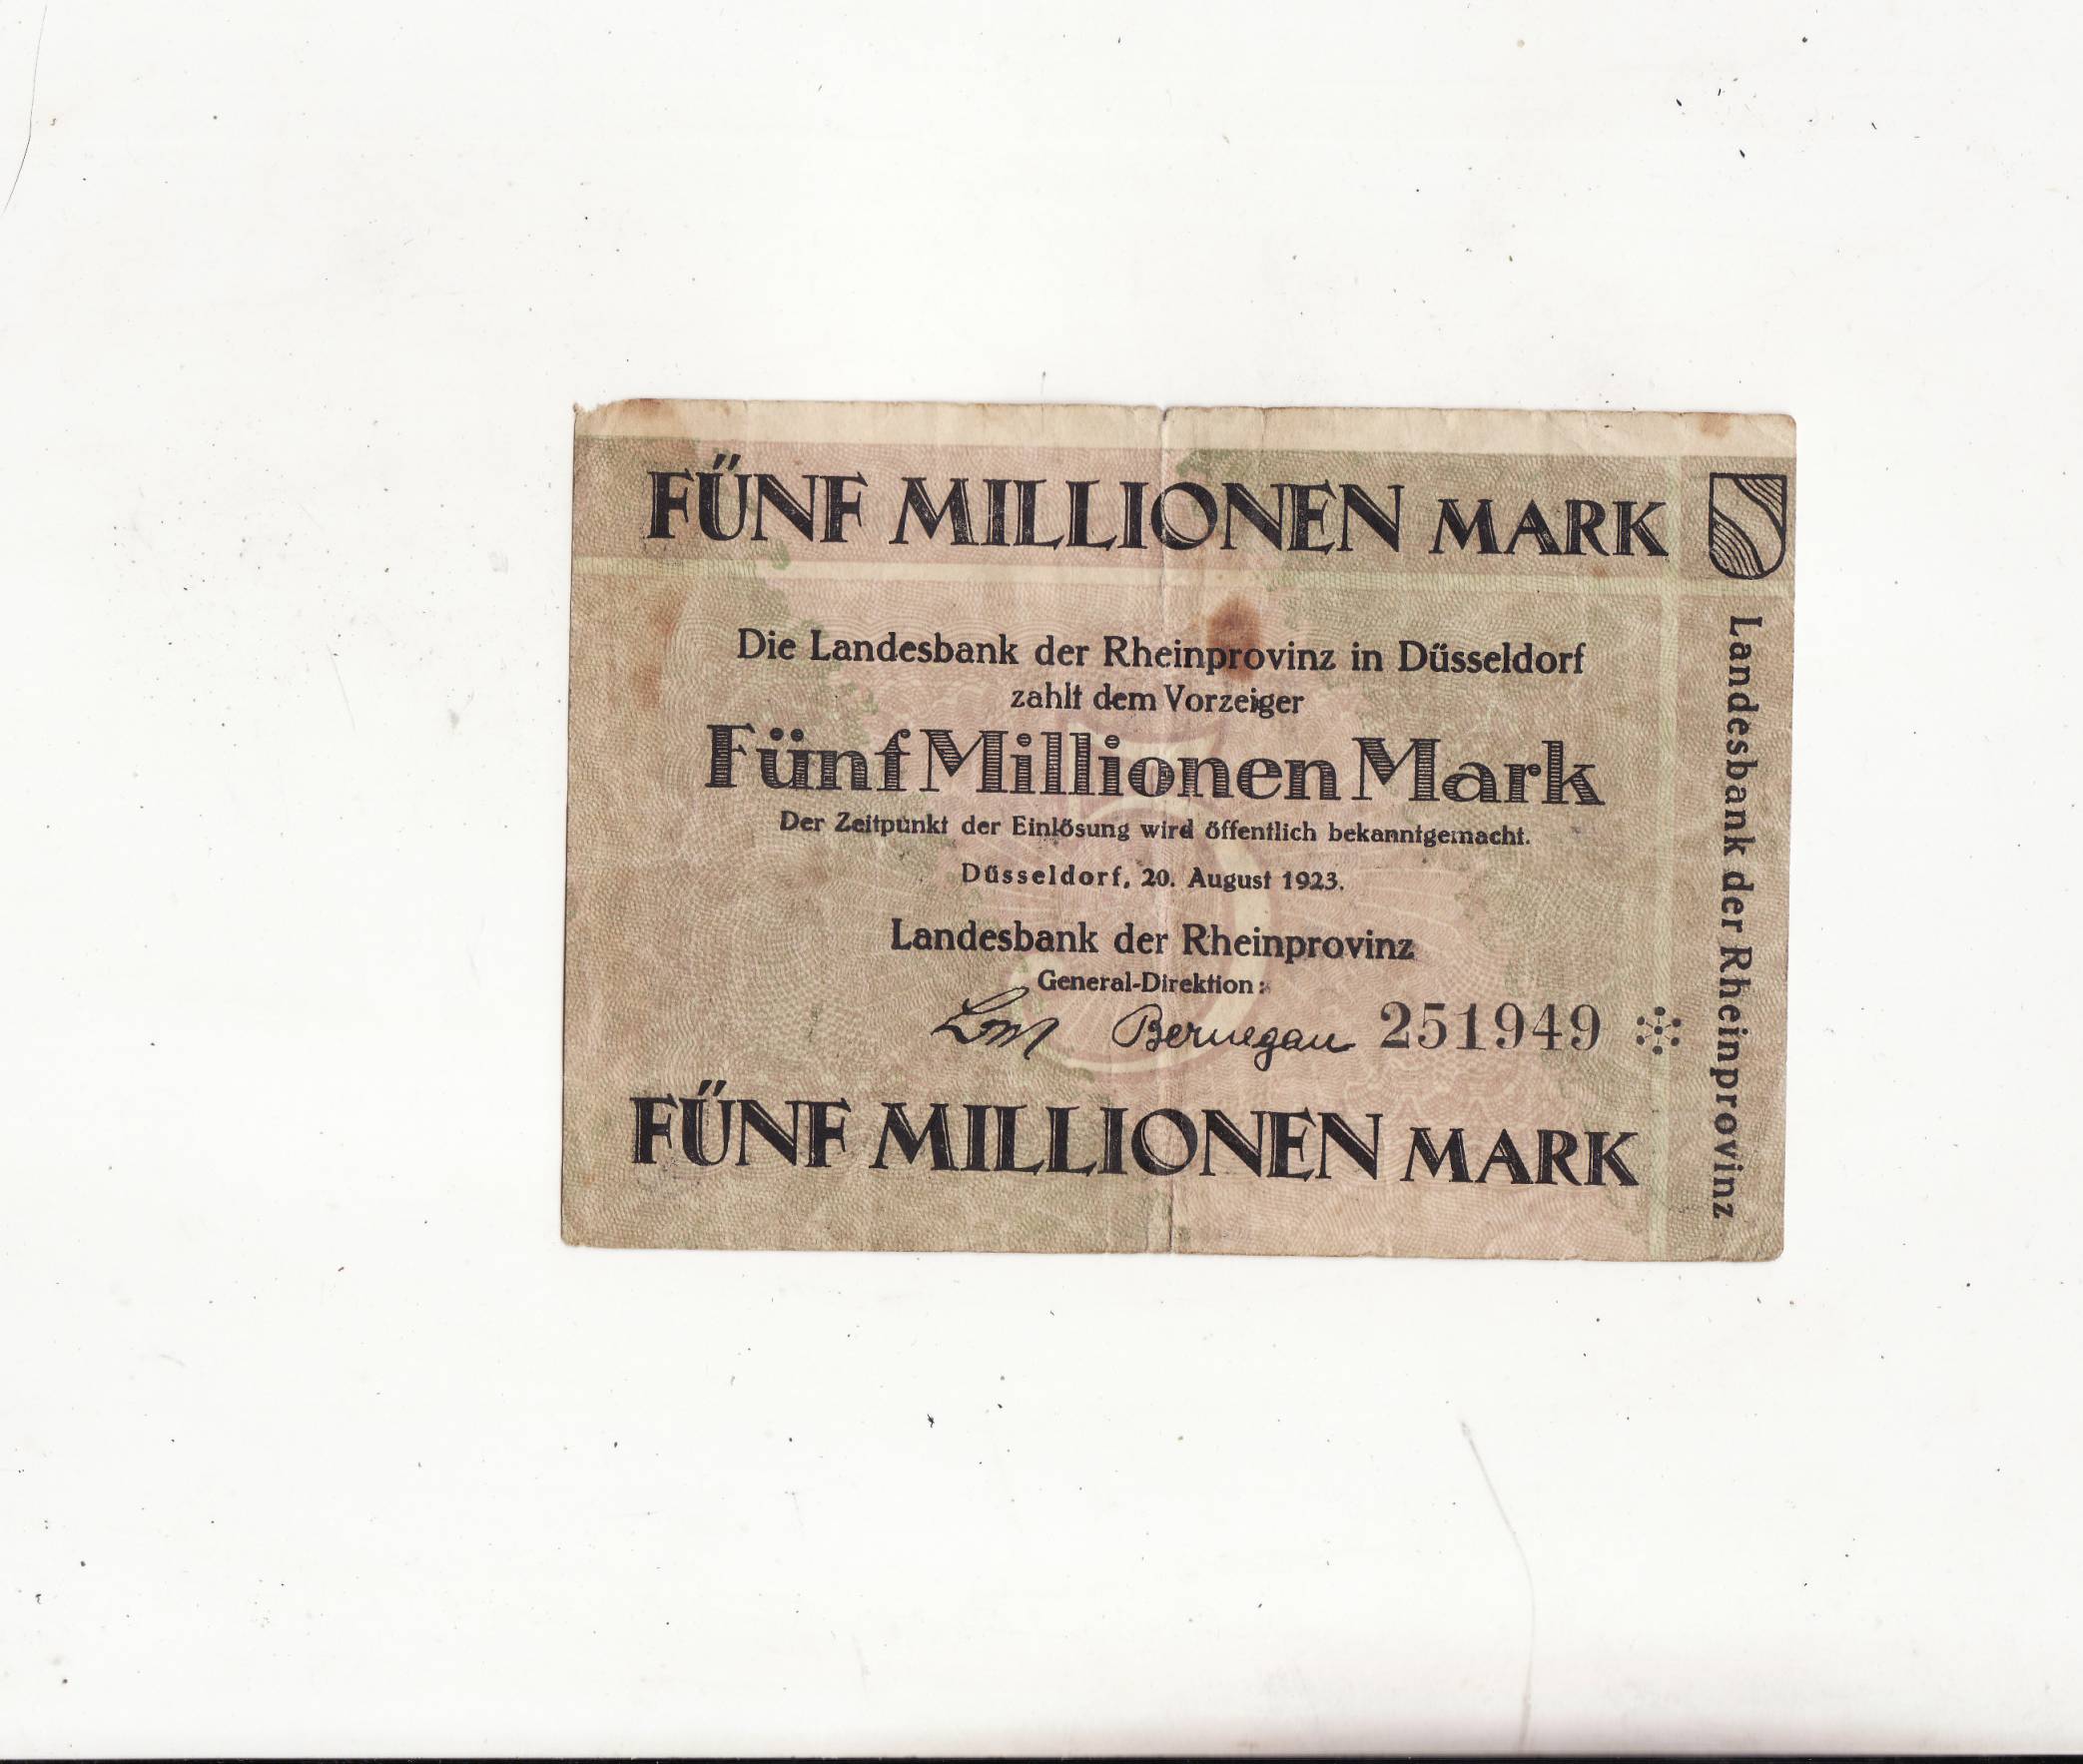 FÜNF MILLIONEN MARK
Die Landesbank der Rheinprovinz in Düsseldorf
zahlt dem Vorzeiger
Fünf Millionen Mark
Der Zeitpunkt der Einlösung wird öffentlich bekanntgemacht.
Düsseldorf, 20. August 1923.
Landesbank der Rheinprovinz
General-Direktion:
Bernegau 251949
FÜNF MILLIONEN MARK
Landesbank der Rheinprovinz